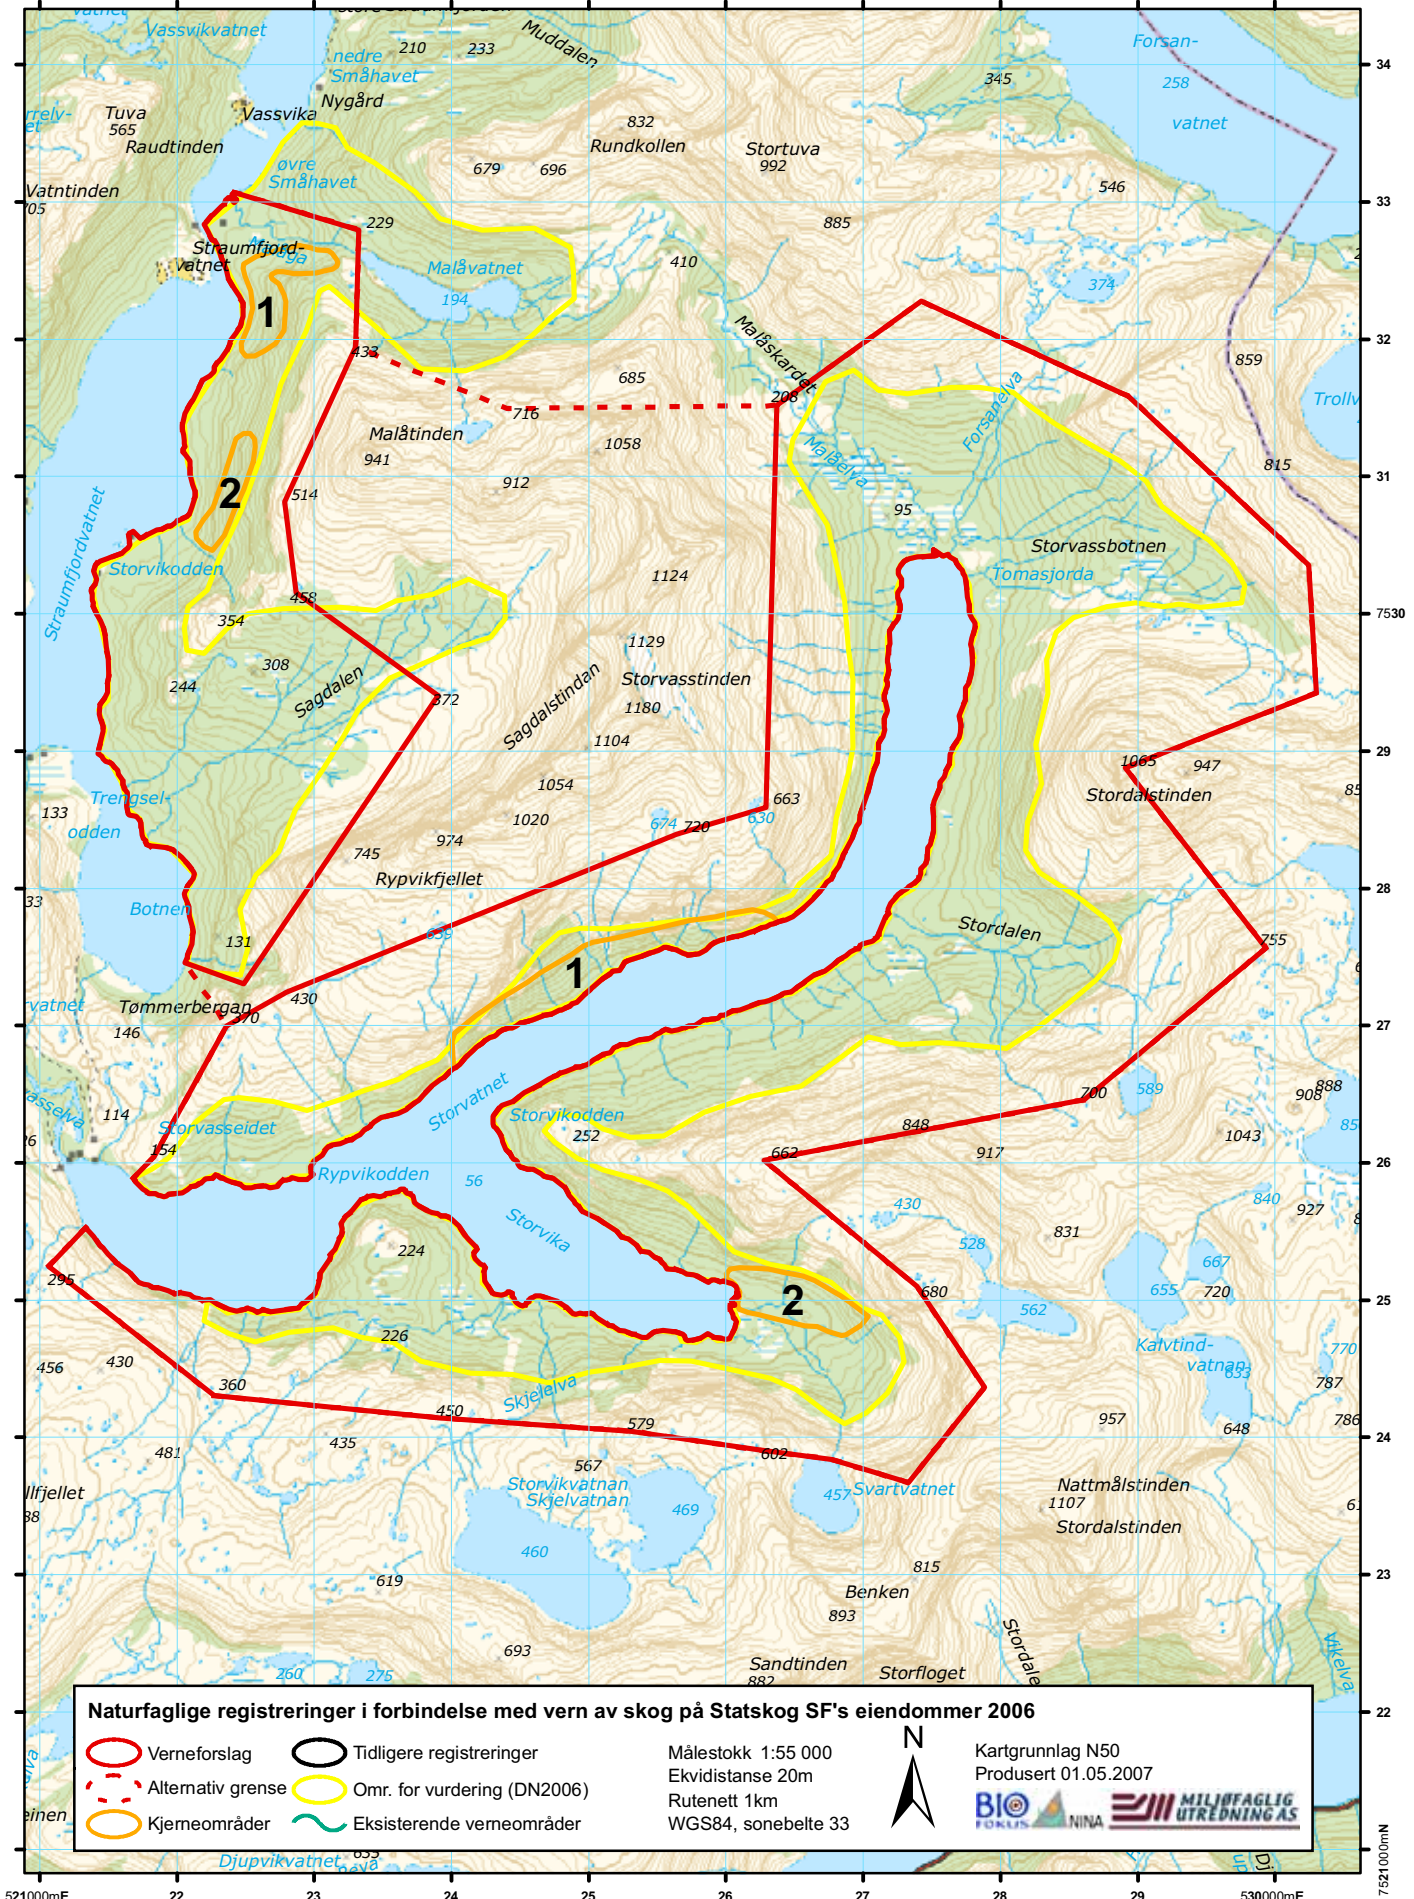 Vassvikvatnet
nedre
Småhavet
210
233
Muddalen
Forsan-
258
vatnet
345
34
Tuva
565
Raudtinden
Vassvika
Nygård
832
Rundkollen
Stortuva
992
679
696
546
øvre
Småhavet
Vatntinden
705
33
229
885
Straumfjord-
vatnet
Malåvatnet
194
410
374
1
Malåskardet
433
32
859
685
208
Trollv
716
Malåtinden
941
1058
Forsanelva
Malåelva
912
815
31
2
514
95
Straumfjordvatnet
Storvikodden
Storvassbotnen
Tomasjorda
1124
458
354
7530
1129
308
244
Sagdalen
Storvasstinden
372
1180
Sagdalstindan
1104
29
1065
947
1054
Stordalstinden
Trengsel-
odden
133
663
1020
674
720
630
974
745
Rypvikfjellet
28
33
Botnen
131
639
Stordalen
755
1
430
Tømmerbergan
370
146
27
Storvatnet
589
700
888
908
114
Storvasseidet
Storvikodden
252
848
1043
154
662
917
26
Rypvikodden
56
430
840
927
Storvika
224
528
831
667
295
2
680
655
720
562
25
226
Kalvtind-
vatnan
633
770
456
430
360
Skjelelva
787
450
579
957
648
786
481
435
602
24
567
Storvikvatnan
Skjelvatnan
469
457
Svartvatnet
Nattmålstinden
1107
Stordalstinden
460
815
619
23
Benken
893
693
Sandtinden
882
Storfloget
Stordale
Vikelva
260
275
Naturfaglige registreringer i forbindelse med vern av skog på Statskog SF's eiendommer 2006
22
Verneforslag
Tidligere registreringer
Alternativ grense
Omr. for vurdering (DN2006)
Kjerneområder
Eksisterende verneområder
Målestokk 1:55 000
Ekvidistanse 20m
Rutenett 1km
WGS84, sonebelte 33
N
Kartgrunnlag N50
Produsert 01.05.2007
BIO
FOKUS
NINA
MILJØFAGLIG
UTREDNING AS
Djupvikvatnet
7521000mN
521000mE
22
23
24
25
26
27
28
29
530000mE